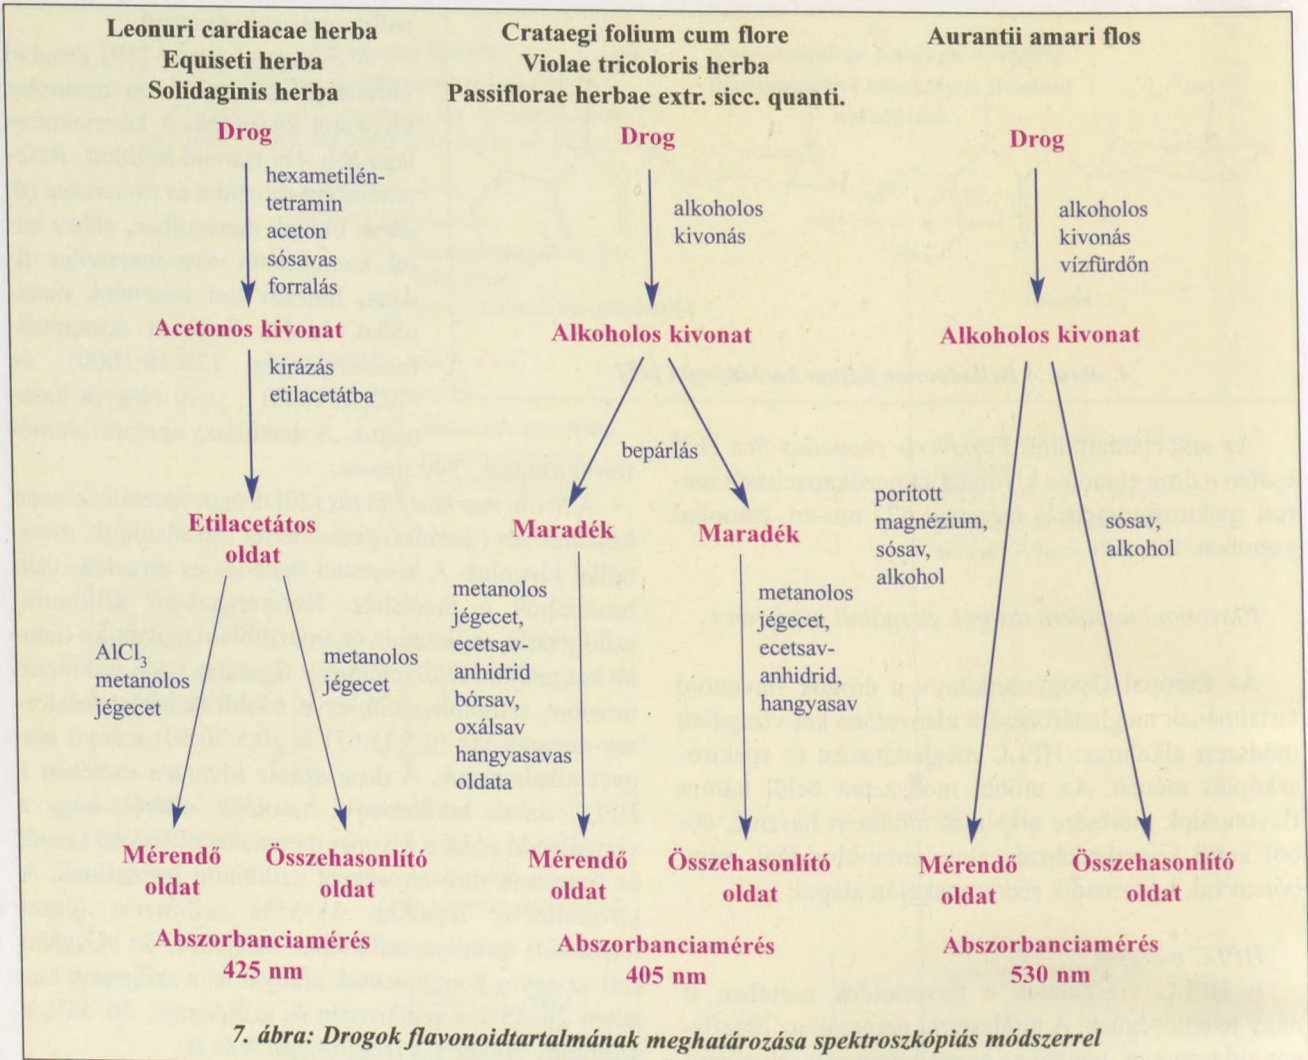 Leonuri cardiacae herba
Equiseti herba
Solidaginis herba
Drog
hexametilén-
tetramin
aceton
sósavas
forralás
Acetonos kivonat
kirázás
etilacetátba
Etilacetátos
oldat
AlCl3
metanolos
jégecet
metanolos
jégecet
Mérendő
oldat
Összehasonlító
oldat
Abszorbanciamérés
425 nm
Crataegi folium cum flore
Violae tricoloris herba
Passiflorae herbae extr. sicc. quanti.
Drog
alkoholos
kivonás
Alkoholos kivonat
bepárlás
Maradék
Maradék
metanolos
jégecet,
ecetsav-
anhidrid
bórsav,
oxálsav
hangyasavas
oldata
metanolos
jégecet,
ecetsav-
anhidrid,
hangyasav
Mérendő
oldat
Összehasonlító
oldat
Abszorbanciamérés
405 nm
Aurantii amari flos
Drog
alkoholos
kivonás
vízfürdőn
Alkoholos kivonat
porított
magnézium,
sósav,
alkohol
sósav,
alkohol
Mérendő
oldat
Összehasonlító
oldat
Abszorbanciamérés
530 nm
7. ábra: Drogok flavonoidtartalmának meghatározása spektroszkópiás módszerrel